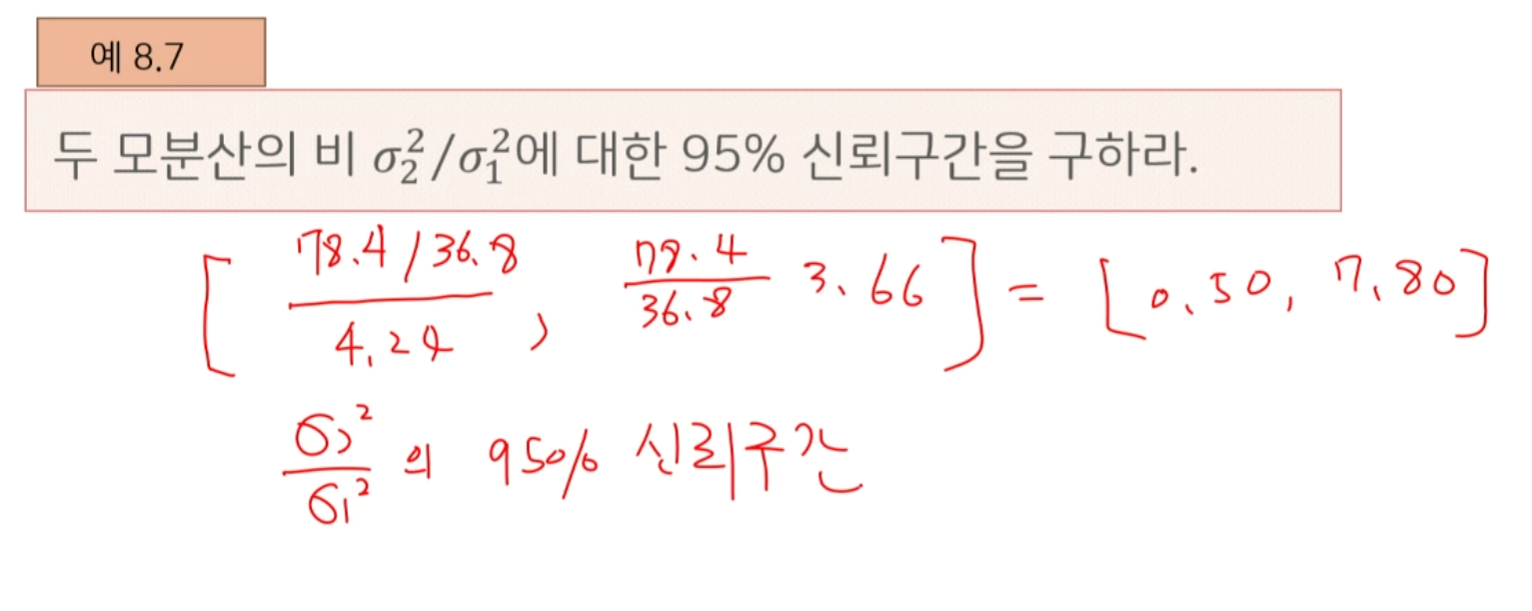 예 8.7
두 모분산의 비 σ₂²/σ₁²에 대한 95% 신뢰구간을 구하라.
[ (78.4/36.8)/4.24, (78.4/36.8) 3.66 ] = [0.50, 7.80]
σ₂²/σ₁² 의 95% 신뢰구간